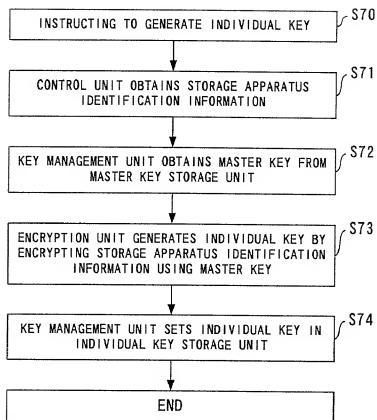 INSTRUCTING TO GENERATE INDIVIDUAL KEY
S70
CONTROL UNIT OBTAINS STORAGE APPARATUS
IDENTIFICATION INFORMATION
S71
KEY MANAGEMENT UNIT OBTAINS MASTER KEY FROM
MASTER KEY STORAGE UNIT
S72
ENCRYPTION UNIT GENERATES INDIVIDUAL KEY BY
ENCRYPTING STORAGE APPARATUS IDENTIFICATION
INFORMATION USING MASTER KEY
S73
KEY MANAGEMENT UNIT SETS INDIVIDUAL KEY IN
INDIVIDUAL KEY STORAGE UNIT
S74
END